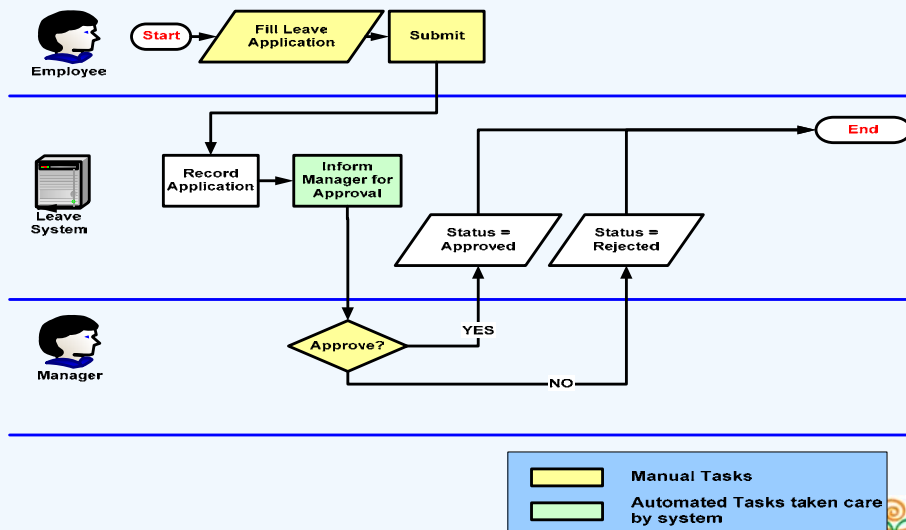 Start
Fill Leave
Application
Submit
Employee
End
Record
Application
Inform
Manager for
Approval
Leave
System
Status =
Approved
Status =
Rejected
YES
Approve?
Manager
NO
Manual Tasks
Automated Tasks taken care
by system